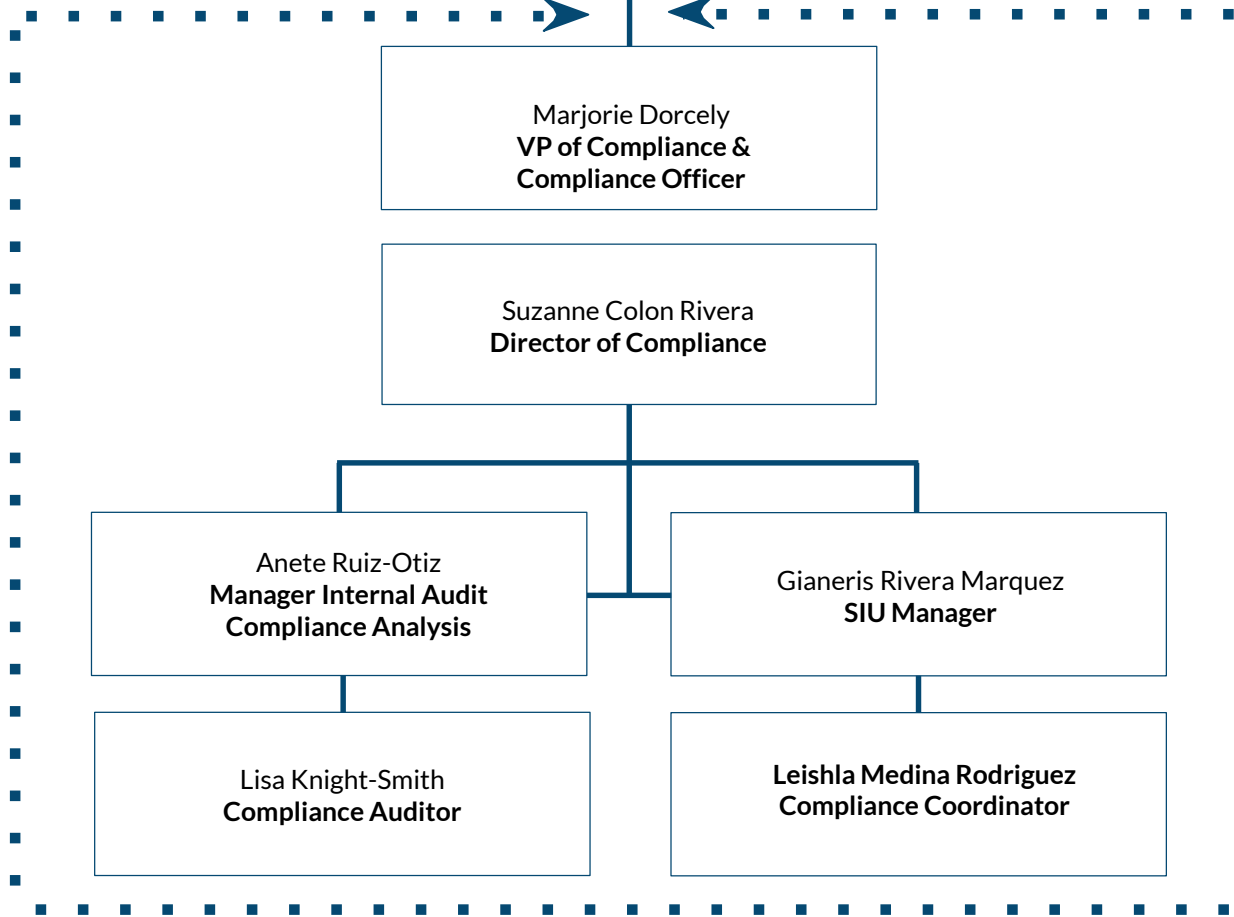 Marjorie Dorcely
VP of Compliance &
Compliance Officer
Suzanne Colon Rivera
Director of Compliance
Anete Ruiz-Otiz
Manager Internal Audit
Compliance Analysis
Gianeris Rivera Marquez
SIU Manager
Lisa Knight-Smith
Compliance Auditor
Leishla Medina Rodriguez
Compliance Coordinator